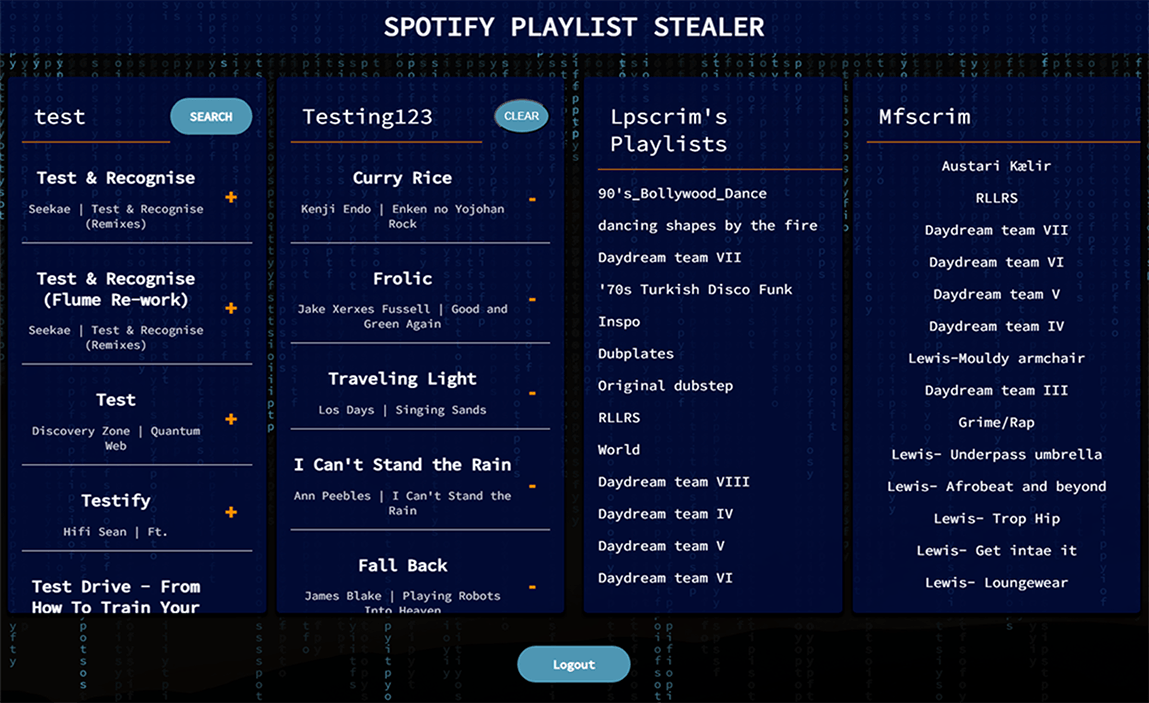 SPOTIFY PLAYLIST STEALER
test
SEARCH
Test & Recognise
Seekae | Test & Recognise
(Remixes)
+
Test & Recognise
(Flume Re-work)
Seekae | Test & Recognise
(Remixes)
+
Test
Discovery Zone | Quantum
Web
+
Testify
Hifi Sean | Ft.
+
Test Drive - From
How To Train Your
Testing123
CLEAR
Curry Rice
Kenji Endo | Enken no Yojohan
Rock
-
Frolic
Jake Xerxes Fussell | Good and
Green Again
-
Traveling Light
Los Days | Singing Sands
-
I Can't Stand the Rain
Ann Peebles | I Can't Stand the
Rain
-
Fall Back
James Blake | Playing Robots
Into Heaven
-
Lpscrim's
Playlists
90's_Bollywood_Dance
dancing shapes by the fire
Daydream team VII
'70s Turkish Disco Funk
Inspo
Dubplates
Original dubstep
RLLRS
World
Daydream team VIII
Daydream team IV
Daydream team V
Daydream team VI
Mfscrim
Austari Kælir
RLLRS
Daydream team VII
Daydream team VI
Daydream team V
Daydream team IV
Lewis-Mouldy armchair
Daydream team III
Grime/Rap
Lewis- Underpass umbrella
Lewis- Afrobeat and beyond
Lewis- Trop Hip
Lewis- Get intae it
Lewis- Loungewear
Logout